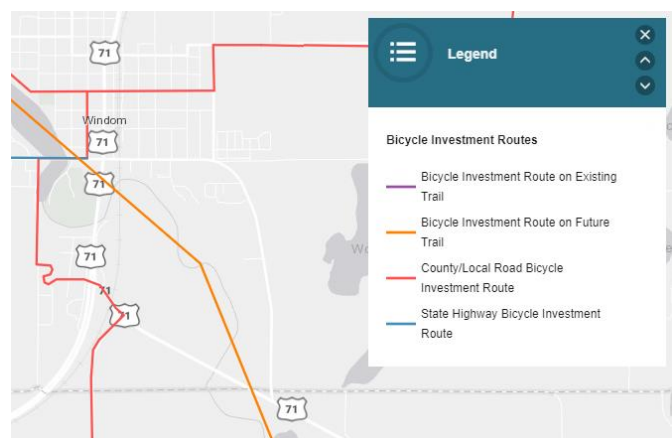 71
Legend
Windom
71
Bicycle Investment Routes
71
Bicycle Investment Route on Existing
Trail
Bicycle Investment Route on Future
Trail
71
County/Local Road Bicycle
Investment Route
71
71
State Highway Bicycle Investment
Route
71